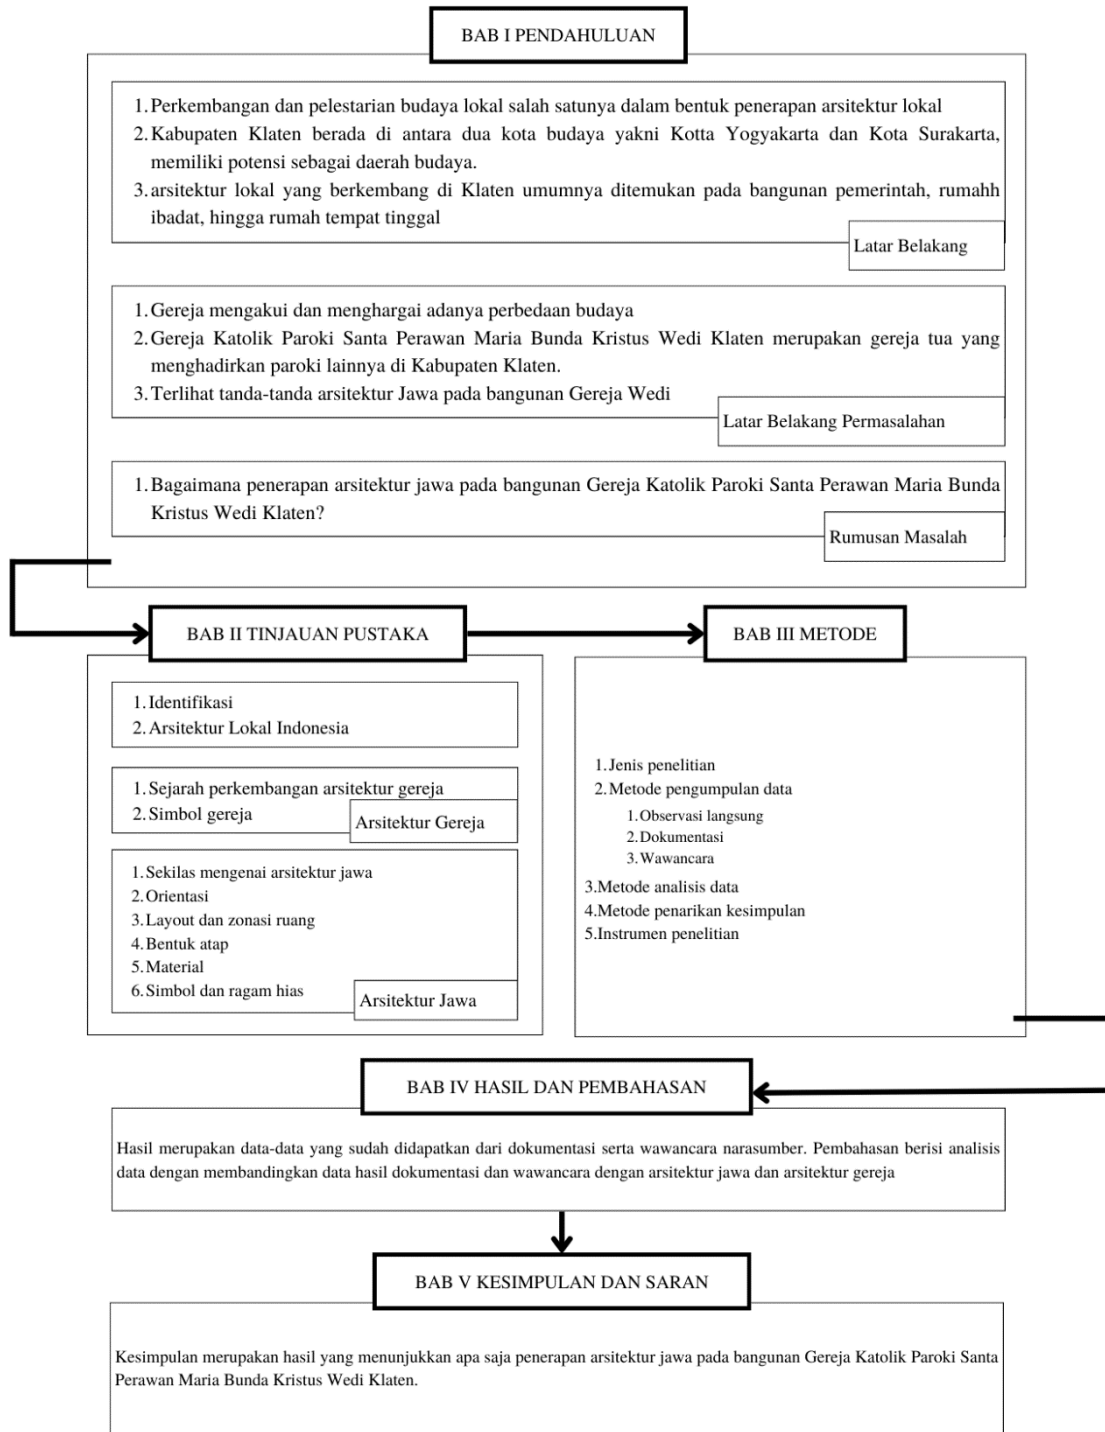 BAB I PENDAHULUAN
1. Perkembangan dan pelestarian budaya lokal salah satunya dalam bentuk penerapan arsitektur lokal
2. Kabupaten Klaten berada di antara dua kota budaya yakni Kotta Yogyakarta dan Kota Surakarta,
memiliki potensi sebagai daerah budaya.
3. arsitektur lokal yang berkembang di Klaten umumnya ditemukan pada bangunan pemerintah, rumahh
ibadat, hingga rumah tempat tinggal
Latar Belakang
1. Gereja mengakui dan menghargai adanya perbedaan budaya
2. Gereja Katolik Paroki Santa Perawan Maria Bunda Kristus Wedi Klaten merupakan gereja tua yang
menghadirkan paroki lainnya di Kabupaten Klaten.
3. Terlihat tanda-tanda arsitektur Jawa pada bangunan Gereja Wedi
Latar Belakang Permasalahan
1. Bagaimana penerapan arsitektur jawa pada bangunan Gereja Katolik Paroki Santa Perawan Maria Bunda
Kristus Wedi Klaten?
Rumusan Masalah
BAB II TINJAUAN PUSTAKA
1. Identifikasi
2. Arsitektur Lokal Indonesia
1. Sejarah perkembangan arsitektur gereja
2. Simbol gereja
Arsitektur Gereja
1. Sekilas mengenai arsitektur jawa
2. Orientasi
3. Layout dan zonasi ruang
4. Bentuk atap
5. Material
6. Simbol dan ragam hias
Arsitektur Jawa
BAB III METODE
1. Jenis penelitian
2. Metode pengumpulan data
1. Observasi langsung
2. Dokumentasi
3. Wawancara
3. Metode analisis data
4. Metode penarikan kesimpulan
5. Instrumen penelitian
BAB IV HASIL DAN PEMBAHASAN
Hasil merupakan data-data yang sudah didapatkan dari dokumentasi serta wawancara narasumber. Pembahasan berisi analisis
data dengan membandingkan data hasil dokumentasi dan wawancara dengan arsitektur jawa dan arsitektur gereja
BAB V KESIMPULAN DAN SARAN
Kesimpulan merupakan hasil yang menunjukkan apa saja penerapan arsitektur jawa pada bangunan Gereja Katolik Paroki Santa
Perawan Maria Bunda Kristus Wedi Klaten.